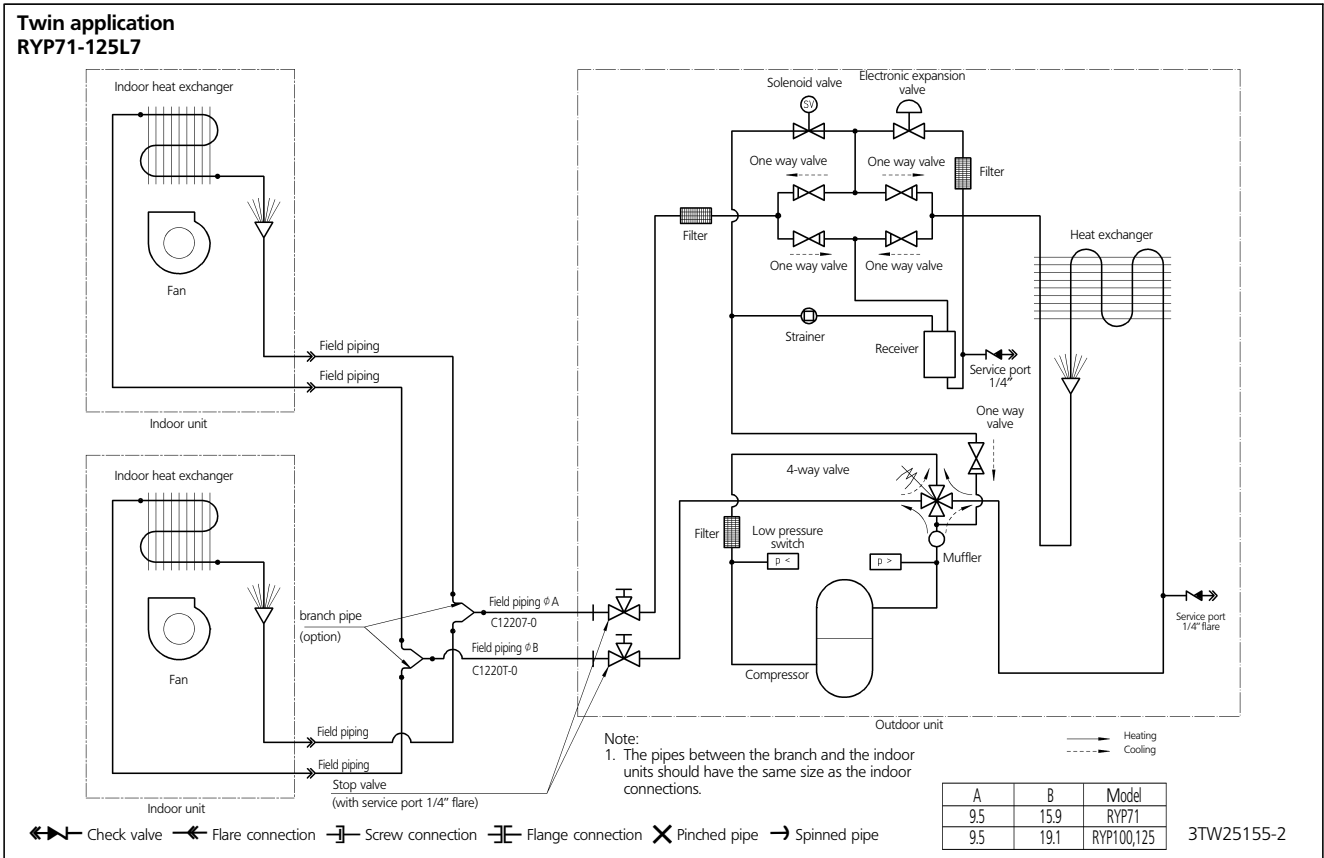 Twin application
RYP71-125L7
Indoor heat exchanger
Fan
Indoor unit
Field piping
Field piping
Indoor heat exchanger
Fan
Indoor unit
Field piping
Field piping
branch pipe
(option)
Field piping φA
C12207-0
Field piping φB
C1220T-0
Stop valve
(with service port 1/4" flare)
Solenoid valve
SV
Electronic expansion
valve
One way valve
One way valve
Filter
Filter
One way valve
One way valve
Heat exchanger
Strainer
Receiver
Service port
1/4"
One way
valve
4-way valve
Filter
Low pressure
switch
p <
p >
Muffler
Compressor
Service port
1/4" flare
Outdoor unit
Heating
Cooling
Note:
1. The pipes between the branch and the indoor
units should have the same size as the indoor
connections.
A B Model
9.5 15.9 RYP71
9.5 19.1 RYP100,125
3TW25155-2
Check valve Flare connection Screw connection Flange connection Pinched pipe Spinned pipe